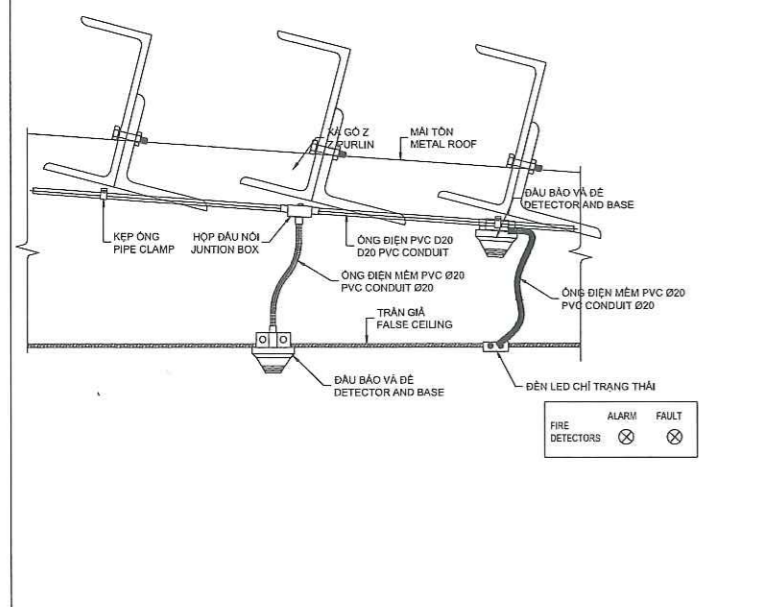 XÀ GỒ Z
Z PURLIN
MÁI TÔN
METAL ROOF
ĐẦU BÁO VÀ ĐẾ
DETECTOR AND BASE
KẸP ỐNG
PIPE CLAMP
HỘP ĐẤU NỐI
JUNTION BOX
ỐNG ĐIỆN PVC D20
D20 PVC CONDUIT
ỐNG ĐIỆN MỀM PVC Ø20
PVC CONDUIT Ø20
ỐNG ĐIỆN MỀM PVC Ø20
PVC CONDUIT Ø20
TRẦN GIẢ
FALSE CEILING
ĐẦU BÁO VÀ ĐẾ
DETECTOR AND BASE
ĐÈN LED CHỈ TRẠNG THÁI
ALARM FAULT
FIRE
DETECTORS